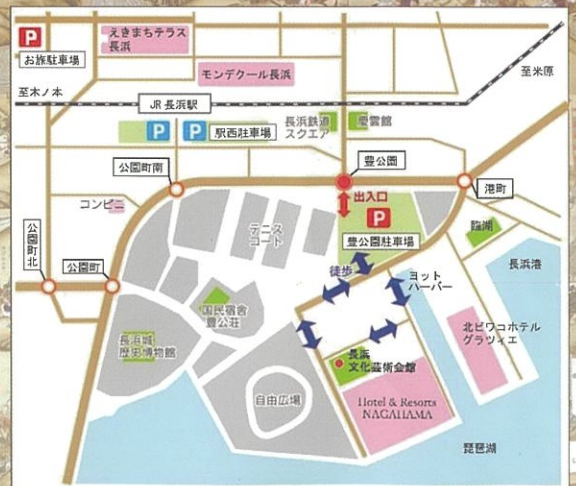 えきまちテラス
長浜
P
お旅駐車場
モンデクール長浜
至米原
至木ノ本
JR長浜駅
P
P
駅西駐車場
長浜鉄道
スクエア
慶雲館
公園町南
豊公園
港町
出入口
コンビニ
P
テニス
コート
豊公園駐車場
臨湖
公園町北
公園町
徒歩
ヨット
ハーバー
長浜港
国民宿舎
豊公荘
長浜城
歴史博物館
北ビワコホテル
グラツィエ
長浜
文化芸術会館
自由広場
Hotel & Resorts
NAGAHAMA
琵琶湖